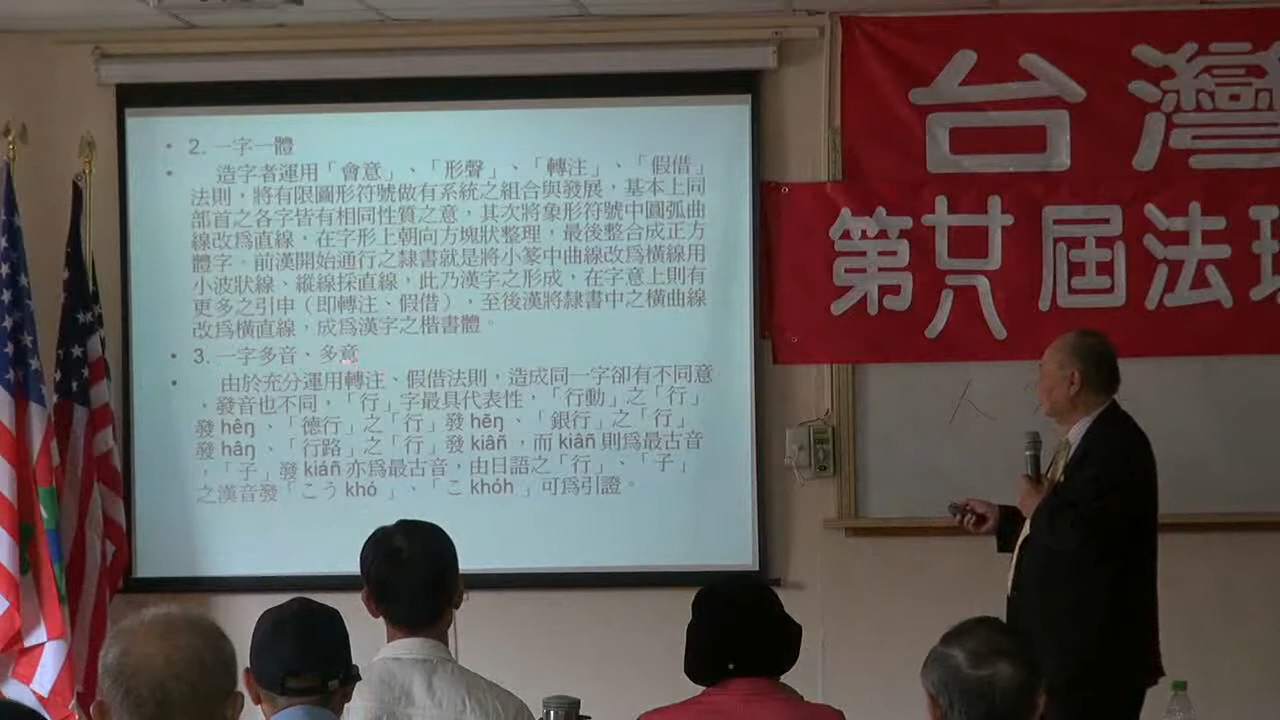 2. 一字一體
造字者運用「會意」、「形聲」、「轉注」、「假借」
法則，將有限圖形符號做有系統之組合與發展，基本上同
部首之各字皆有相同性質之意，其次將象形符號中圓弧曲
線改為直線，在字形上朝向方塊狀整理，最後整合成正方
體字。前漢開始通行之隸書就是將小篆中曲線改為橫線用
小波狀線、縱線採直線，此乃漢字之形成，在字意上則有
更多之引申（即轉注、假借），至後漢將隸書中之橫曲線
改為橫直線，成為漢字之楷書體。
3. 一字多音、多意
由於充分運用轉注、假借法則，造成同一字卻有不同意
，發音也不同，「行」字最具代表性，「行動」之「行」
發 hêŋ、「德行」之「行」發 hēŋ、「銀行」之「行」
發 hâŋ、「行路」之「行」發 kiâñ，而 kiâñ 則為最古音
，「子」發 kiáñ 亦為最古音，由日語之「行」、「子」
之漢音發「こう khó 」、「こ khóh 」可為引證。
台灣
第廿八屆法理
人